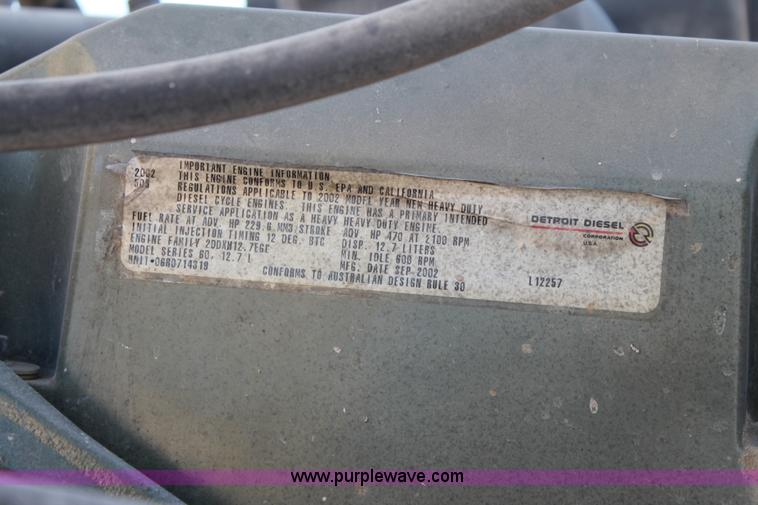 2002
IMPORTANT ENGINE INFORMATION
THIS ENGINE CONFORMS TO U.S. EPA AND CALIFORNIA
REGULATIONS APPLICABLE TO 2002 MODEL YEAR NEW HEAVY DUTY
DIESEL CYCLE ENGINES. THIS ENGINE HAS A PRIMARY INTENDED
SERVICE APPLICATION AS A HEAVY HEAVY DUTY ENGINE.
FUEL RATE AT ADV. HP 229.6 MM3/STROKE ADV. HP 470 AT 2100 RPM
INITIAL INJECTION TIMING 12 DEG. BTC DISP. 12.7 LITERS
ENGINE FAMILY 2DDXH12.7EGE MIN. IDLE 600 RPM
MODEL SERIES 60, 12.7 L MFG. DATE SEP 2002
UNIT•06R0714319 CONFORMS TO AUSTRALIAN DESIGN RULE 30
L12257
DETROIT DIESEL
CORPORATION
U.S.A.
www.purplewave.com